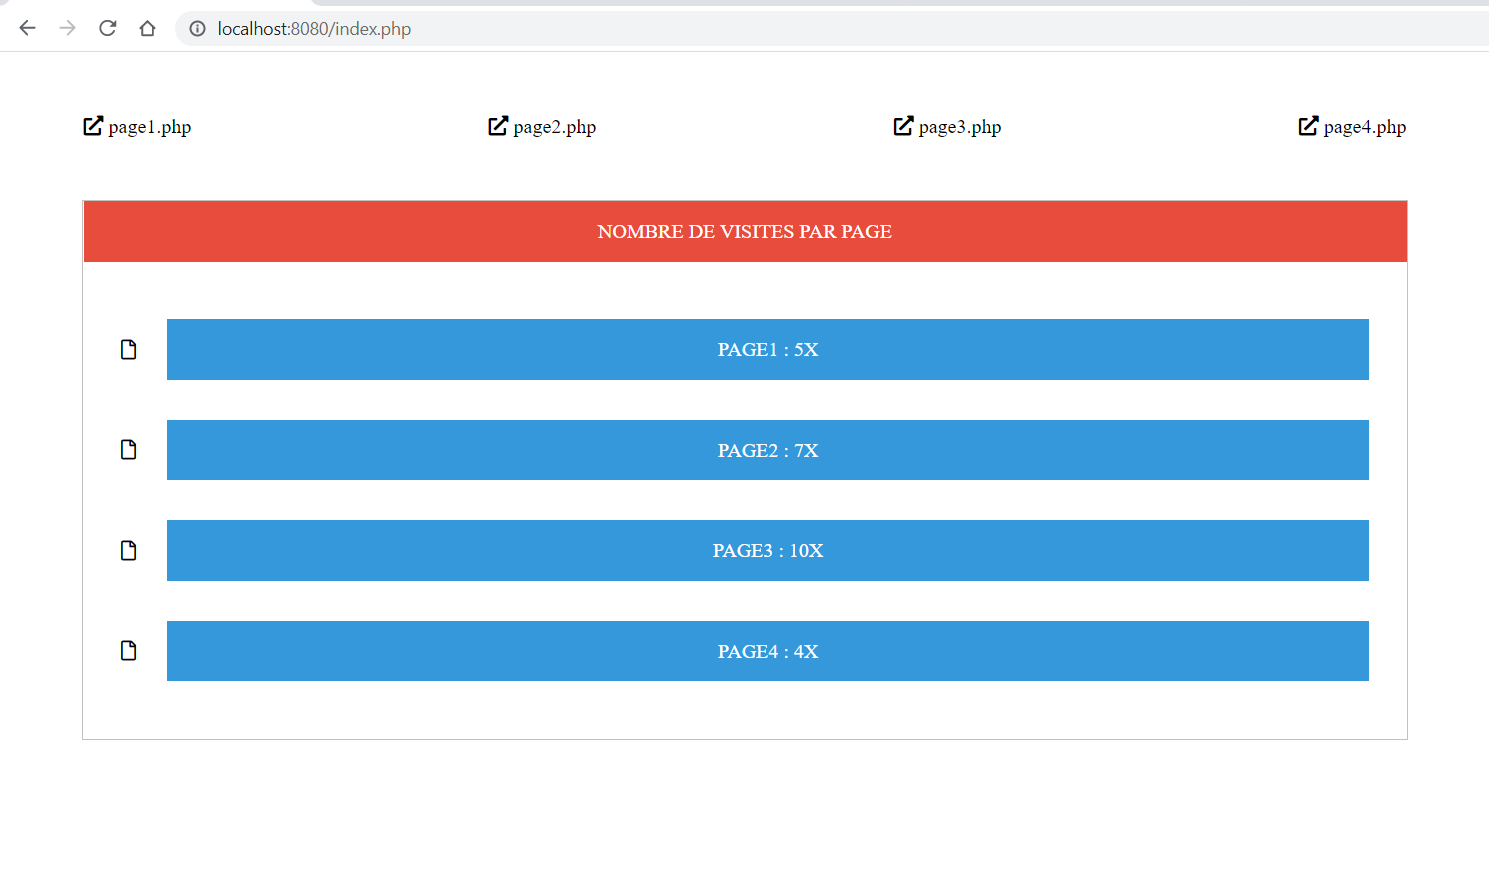 localhost:8080/index.php
page1.php page2.php page3.php page4.php
NOMBRE DE VISITES PAR PAGE
PAGE1 : 5X
PAGE2 : 7X
PAGE3 : 10X
PAGE4 : 4X